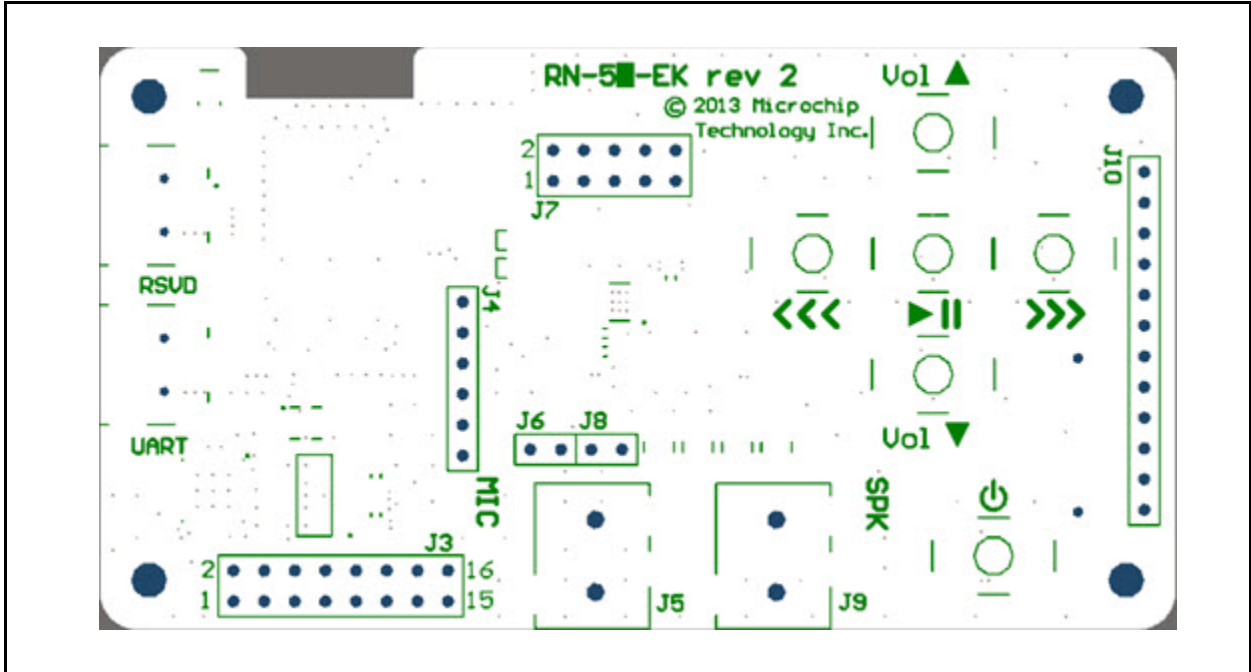 RN-5█-EK rev 2
© 2013 Microchip
Technology Inc.
Vol ▲
J10
2
1
J7
RSVD
J4
<<<
▶II
>>>
J6 J8
Vol ▼
UART
MIC
SPK
J3
2
16
1
15
J5
J9